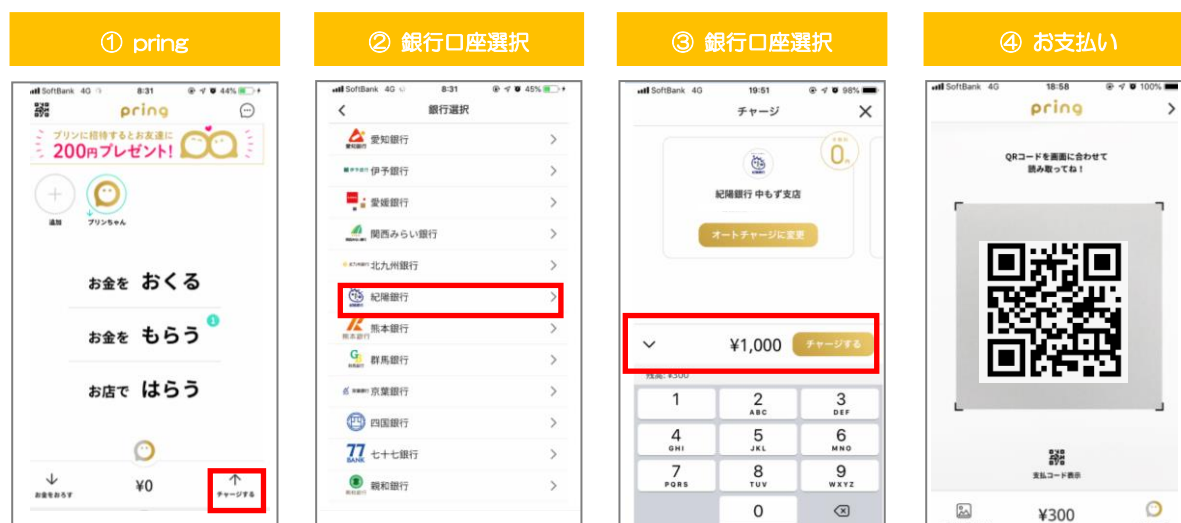 ① pring
SoftBank 4G
8:31
44%
pring
プリンに招待するとお友達に
200円プレゼント!
追加
プリンちゃん
お金を おくる
お金を もらう
お店で はらう
お金をおろす
¥0
チャージする
② 銀行口座選択
SoftBank 4G
8:31
45%
銀行選択
愛知銀行
伊予銀行
愛媛銀行
関西みらい銀行
北九州銀行
紀陽銀行
熊本銀行
熊本銀行
群馬銀行
京葉銀行
四国銀行
77
BANK
七十七銀行
親和銀行
③ 銀行口座選択
SoftBank 4G
19:51
98%
チャージ
0
紀陽銀行 中もず支店
オートチャージに変更
¥1,000
チャージする
残高: ¥300
1
2
ABC
3
DEF
4
GHI
5
JKL
6
MNO
7
PQRS
8
TUV
9
WXYZ
0
④ お支払い
SoftBank 4G
18:58
100%
pring
QRコードを画面に合わせて
読み取ってね!
支払コード表示
¥300